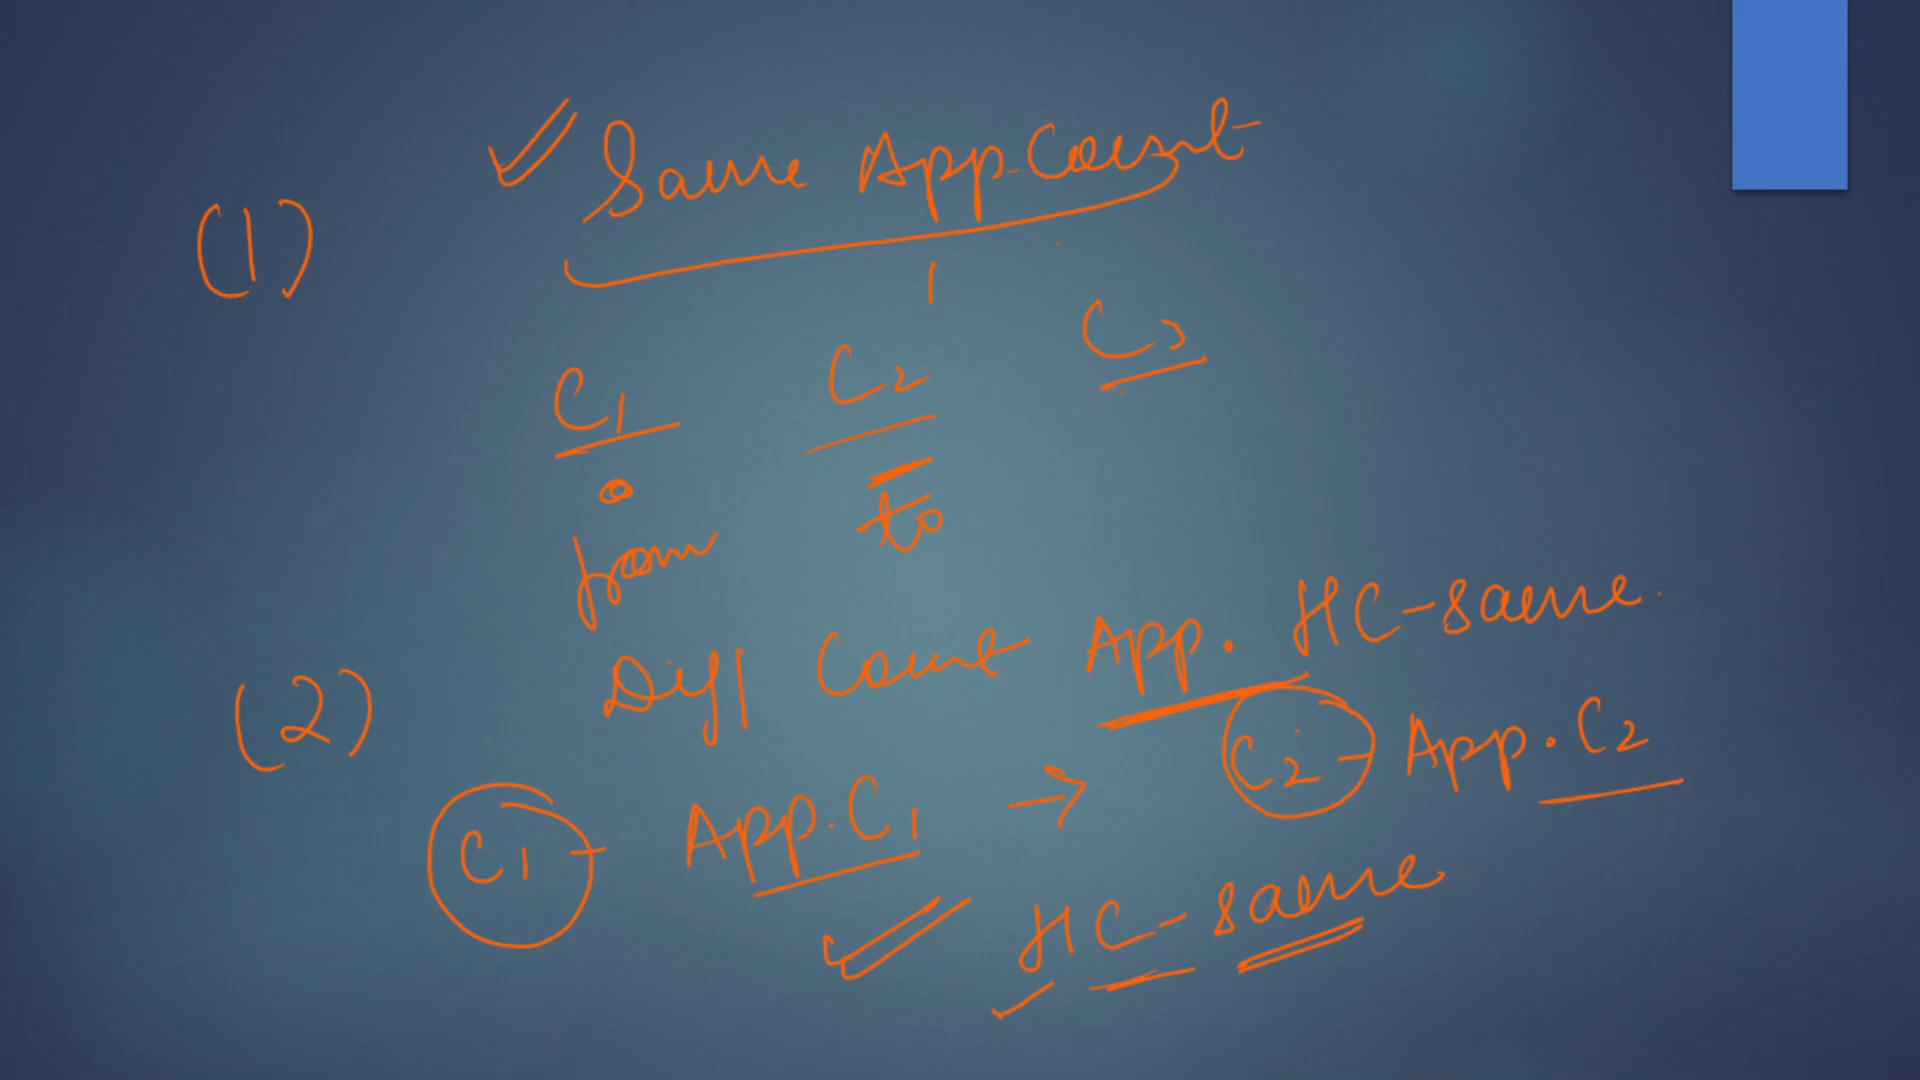 (1) Same App. Court
C1 C2 C3
from to
(2) Diff Court App. HC-same.
C1 - App. C1 → C2 - App. C2
HC-same